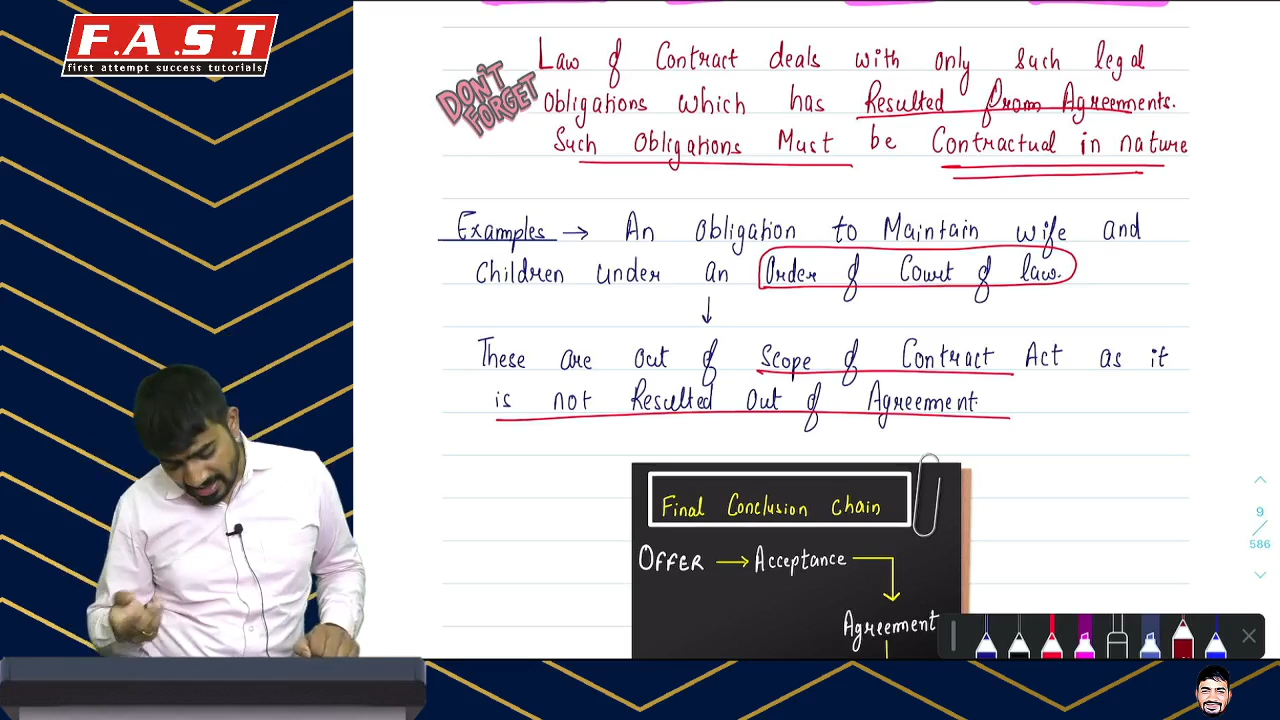 F.A.S.T
first attempt success tutorials
DON'T FORGET
Law of Contract deals with only such legal
Obligations which has Resulted from Agreements.
Such Obligations Must be Contractual in nature
Examples → An obligation to Maintain wife and
Children under an Order of Court of law.
These are out of Scope of Contract Act as it
is not Resulted out of Agreement
Final Conclusion Chain
OFFER → Acceptance
Agreement
9
/
586